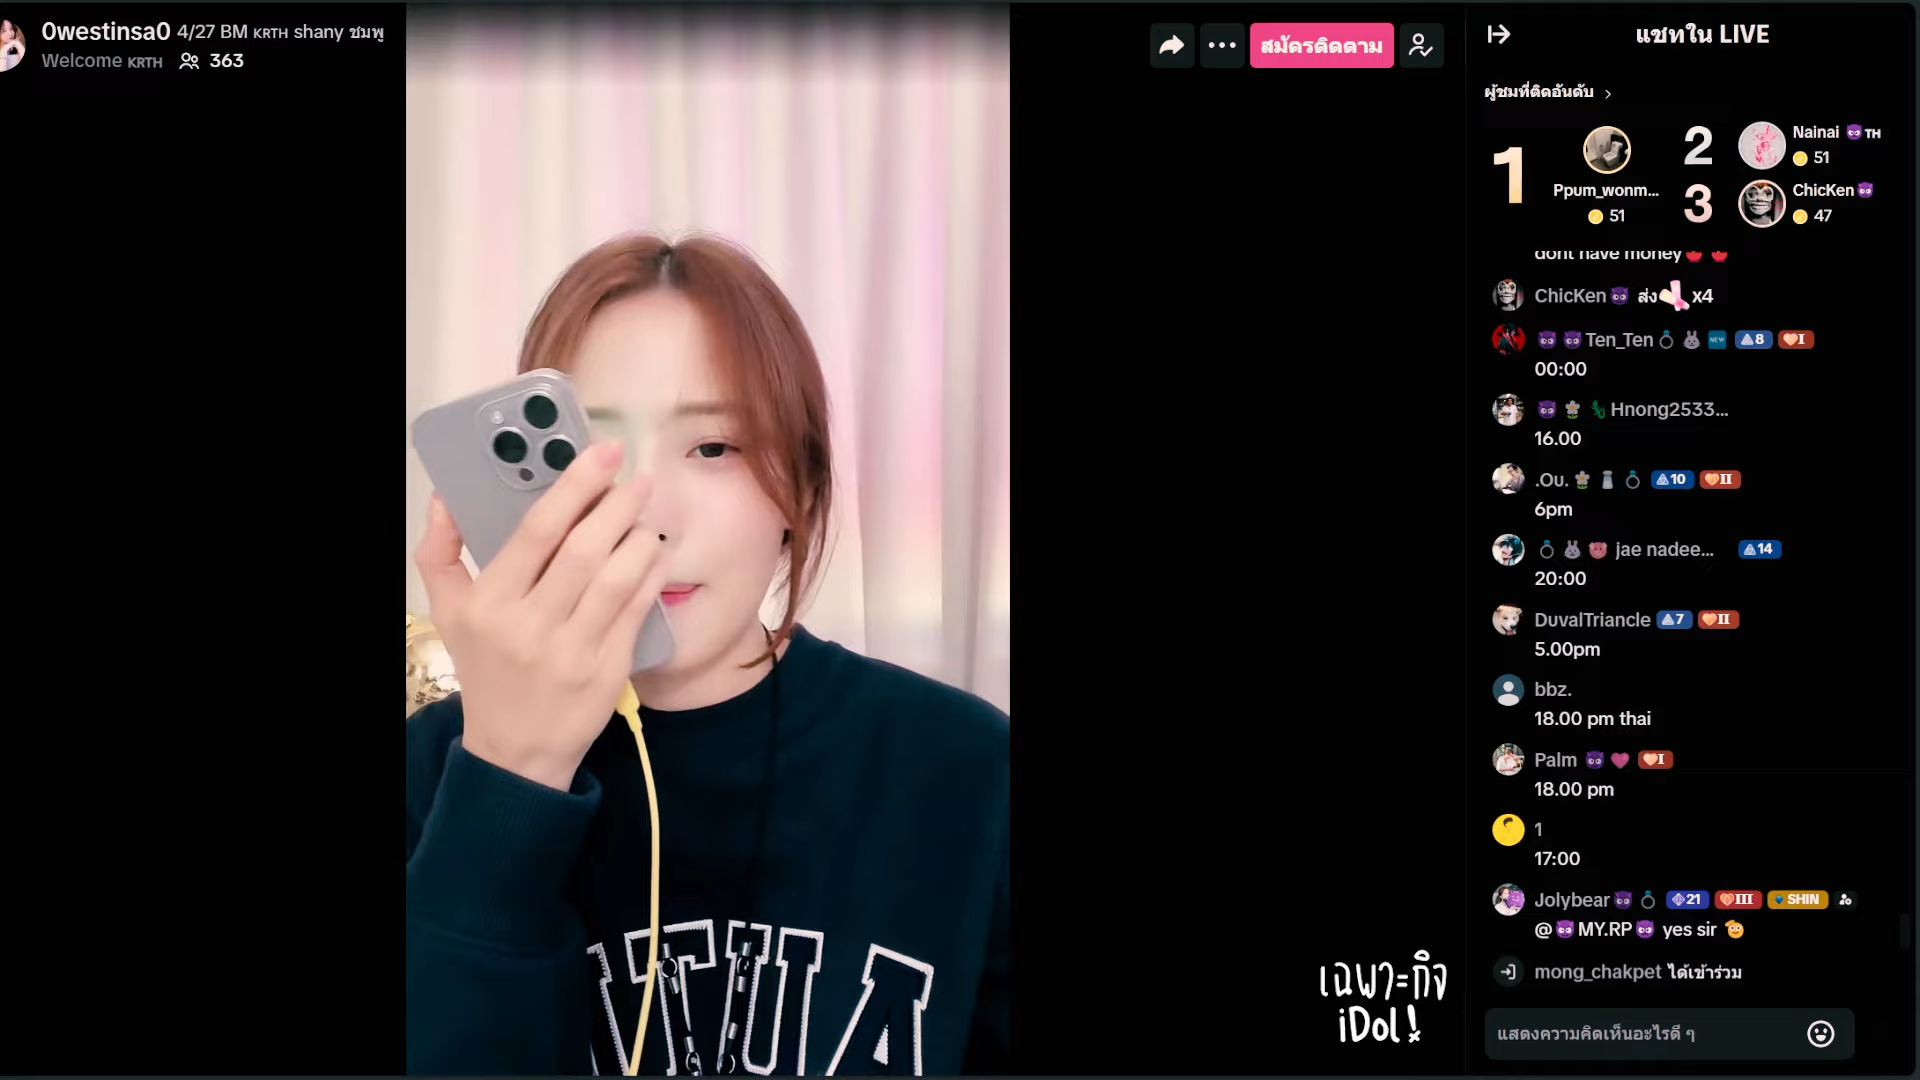 0westinsa0 4/27 BM KRTH shany ชมพู
Welcome KRTH 363
สมัครติดตาม
แชทใน LIVE
ผู้ชมที่ติดอันดับ
1
Ppum_wonm...
51
2
Nainai TH
51
3
ChicKen
47
dont have money
ChicKen ส่ง x4
Ten_Ten NEW 8 I
00:00
Hnong2533...
16.00
.Ou. 10 II
6pm
jae nadee... 14
20:00
DuvalTriangle 7 II
5.00pm
bbz.
18.00 pm thai
Palm I
18.00 pm
1
17:00
Jolybear 21 III SHIN
@MY.RP yes sir
mong_chakpet ได้เข้าร่วม
แสดงความคิดเห็นอะไรดี ๆ
เฉพาะกิจ
iDol!